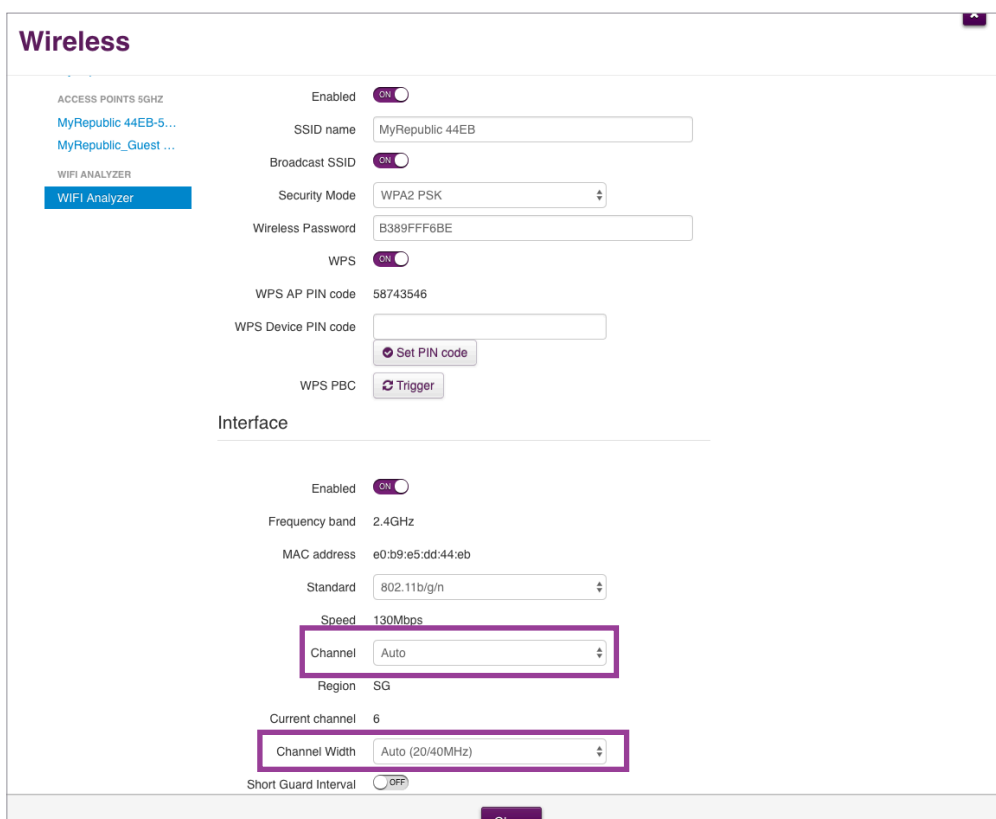 Wireless
ACCESS POINTS 5GHZ
MyRepublic 44EB-5...
MyRepublic_Guest ...
WIFI ANALYZER
WIFI Analyzer
Enabled ON
SSID name MyRepublic 44EB
Broadcast SSID ON
Security Mode WPA2 PSK
Wireless Password B389FFF6BE
WPS ON
WPS AP PIN code 58743546
WPS Device PIN code
Set PIN code
WPS PBC Trigger
Interface
Enabled ON
Frequency band 2.4GHz
MAC address e0:b9:e5:dd:44:eb
Standard 802.11b/g/n
Speed 130Mbps
Channel Auto
Region SG
Current channel 6
Channel Width Auto (20/40MHz)
Short Guard Interval OFF